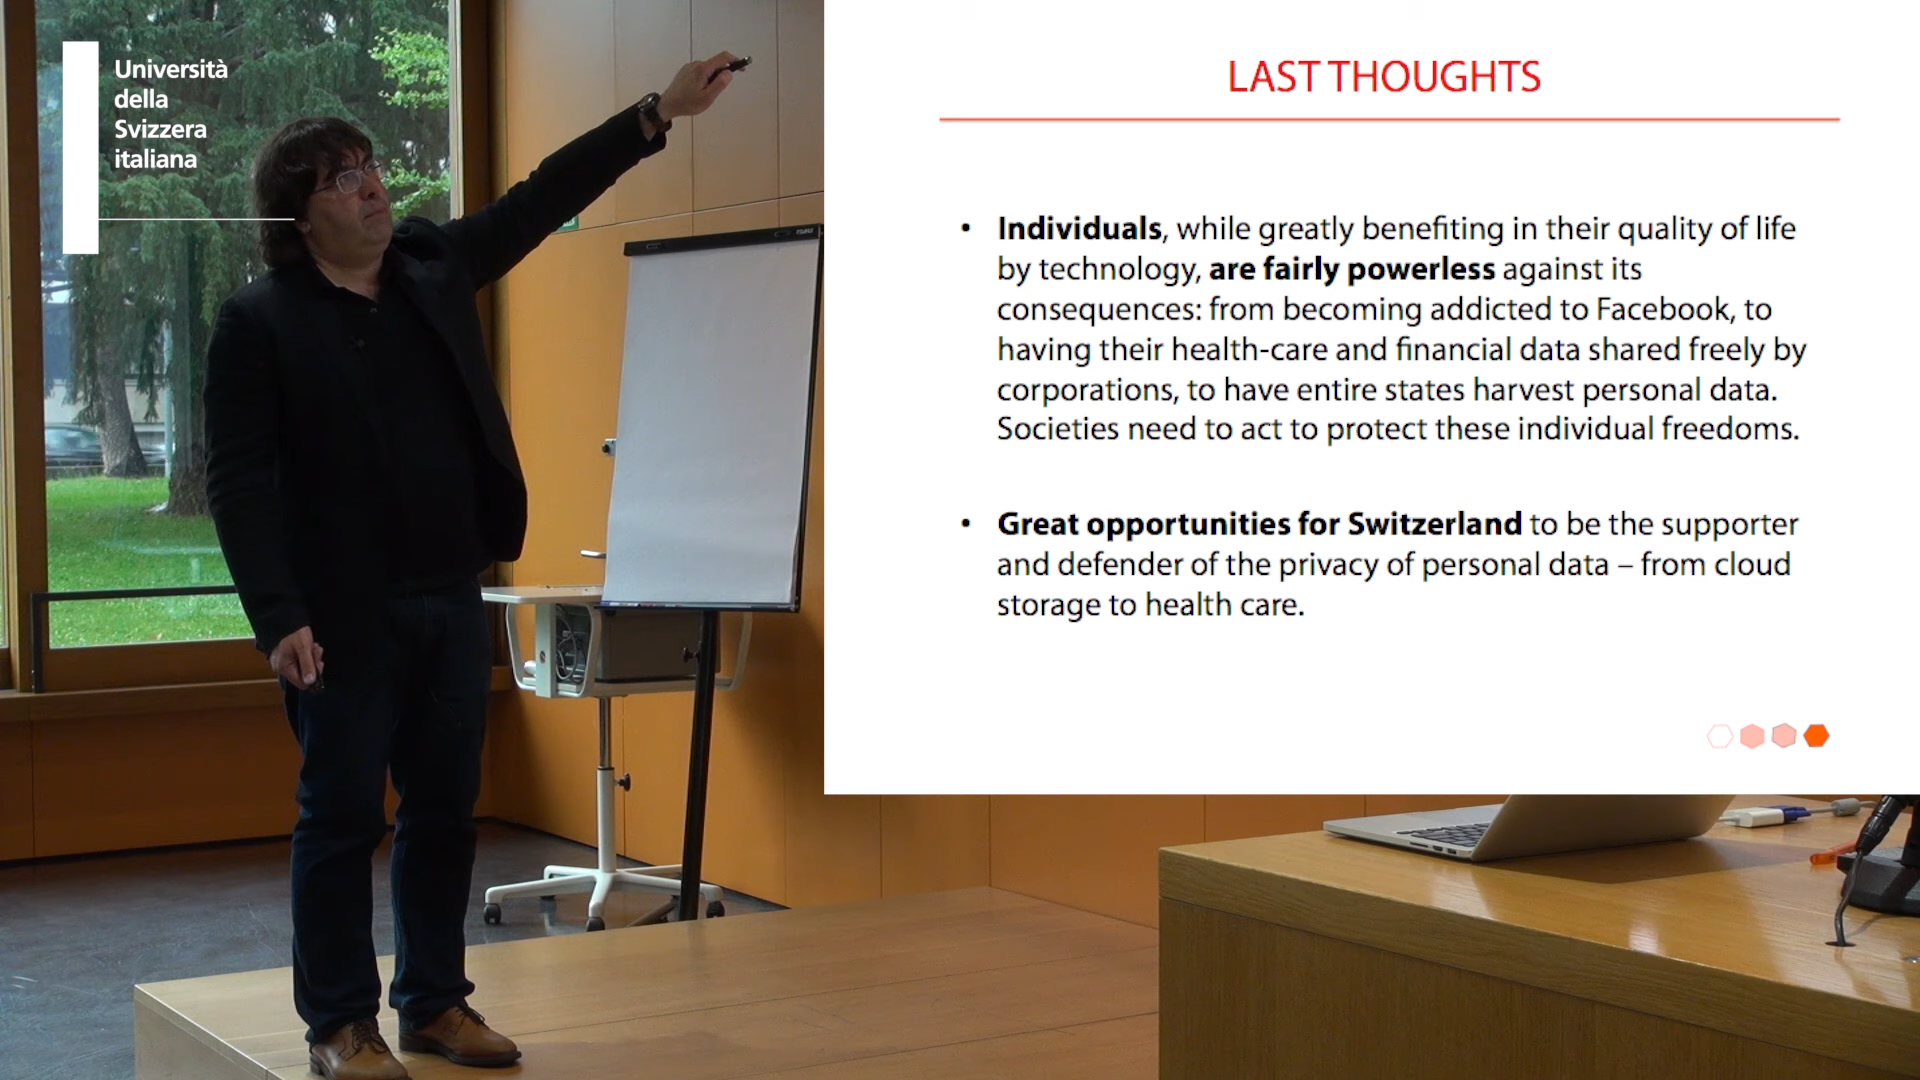 Università
della
Svizzera
italiana
LAST THOUGHTS
• Individuals, while greatly benefiting in their quality of life
by technology, are fairly powerless against its
consequences: from becoming addicted to Facebook, to
having their health-care and financial data shared freely by
corporations, to have entire states harvest personal data.
Societies need to act to protect these individual freedoms.
• Great opportunities for Switzerland to be the supporter
and defender of the privacy of personal data – from cloud
storage to health care.